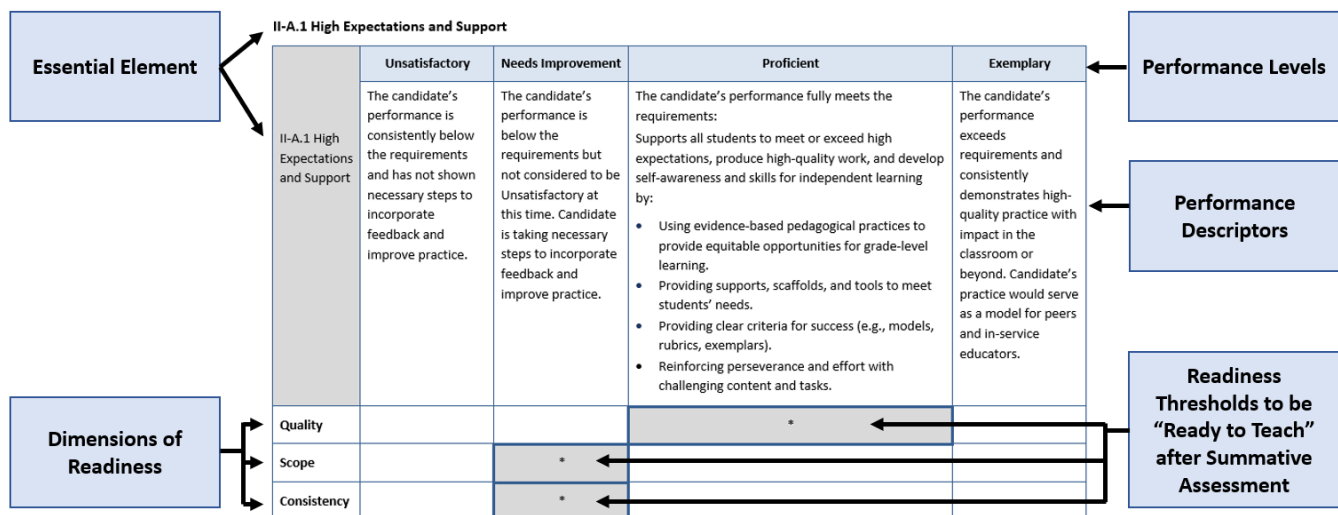 II-A.1 High Expectations and Support
Essential Element
Unsatisfactory
Needs Improvement
Proficient
Exemplary
Performance Levels
II-A.1 High
Expectations
and Support
The candidate's
performance is
consistently below
the requirements
and has not shown
necessary steps to
incorporate
feedback and
improve practice.
The candidate's
performance is
below the
requirements but
not considered to be
Unsatisfactory at
this time. Candidate
is taking necessary
steps to incorporate
feedback and
improve practice.
The candidate's performance fully meets the
requirements:
Supports all students to meet or exceed high
expectations, produce high-quality work, and develop
self-awareness and skills for independent learning
by:
• Using evidence-based pedagogical practices to
provide equitable opportunities for grade-level
learning.
• Providing supports, scaffolds, and tools to meet
students' needs.
• Providing clear criteria for success (e.g., models,
rubrics, exemplars).
• Reinforcing perseverance and effort with
challenging content and tasks.
The candidate's
performance
exceeds
requirements and
consistently
demonstrates high-
quality practice with
impact in the
classroom or
beyond. Candidate's
practice would serve
as a model for peers
and in-service
educators.
Performance
Descriptors
Dimensions of
Readiness
Quality
*
Scope
*
Consistency
*
Readiness
Thresholds to be
"Ready to Teach"
after Summative
Assessment